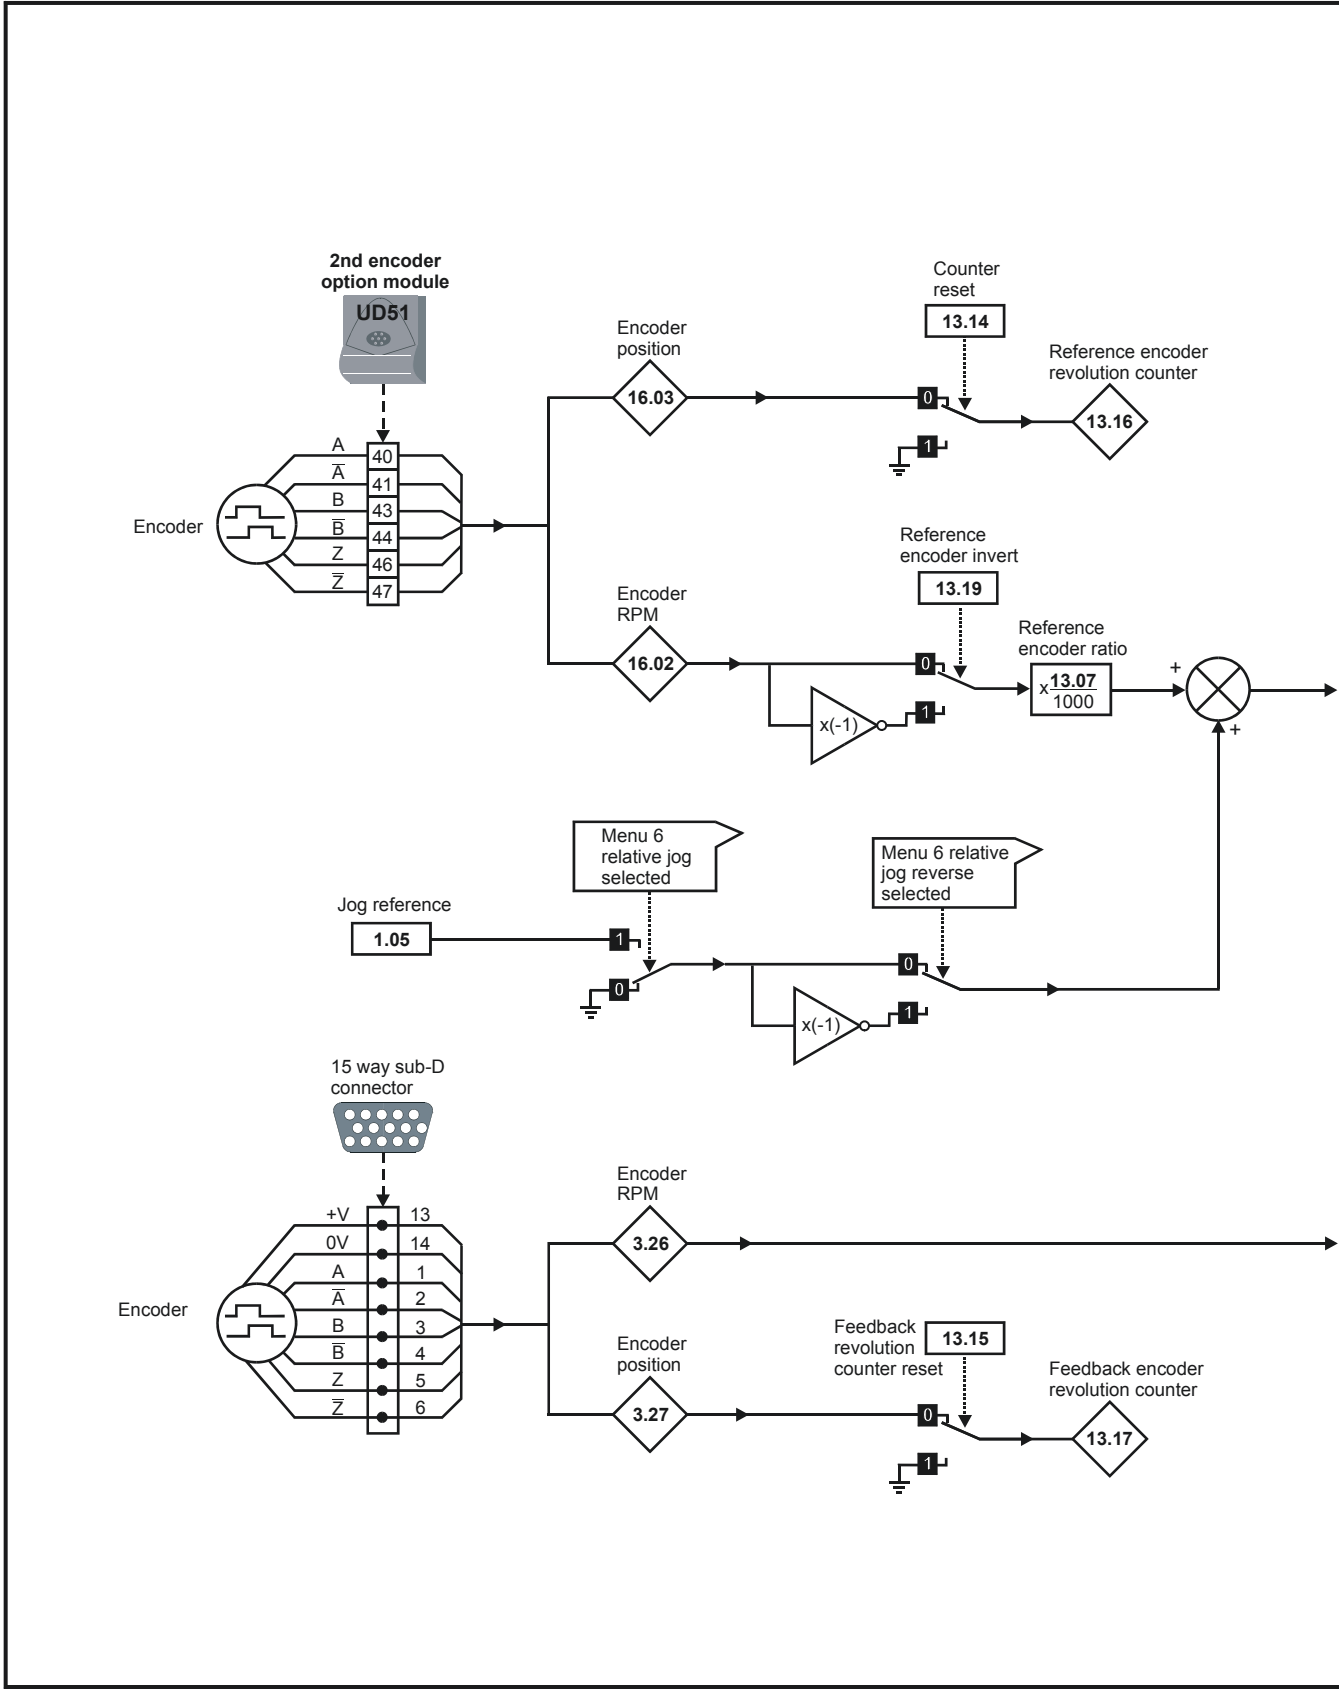 2nd encoder
option module
UD51
Counter
reset
13.14
Encoder
position
16.03
0
1
Reference encoder
revolution counter
13.16
Encoder
A
A̅
B
B̅
Z
Z̅
40
41
43
44
46
47
Reference
encoder invert
13.19
Encoder
RPM
16.02
0
1
x(-1)
Reference
encoder ratio
x13.07
1000
+
+
Menu 6
relative jog
selected
Menu 6 relative
jog reverse
selected
Jog reference
1.05
1
0
0
1
x(-1)
15 way sub-D
connector
Encoder
+V
0V
A
A̅
B
B̅
Z
Z̅
13
14
1
2
3
4
5
6
Encoder
RPM
3.26
Encoder
position
3.27
Feedback
revolution
counter reset
13.15
0
1
Feedback encoder
revolution counter
13.17